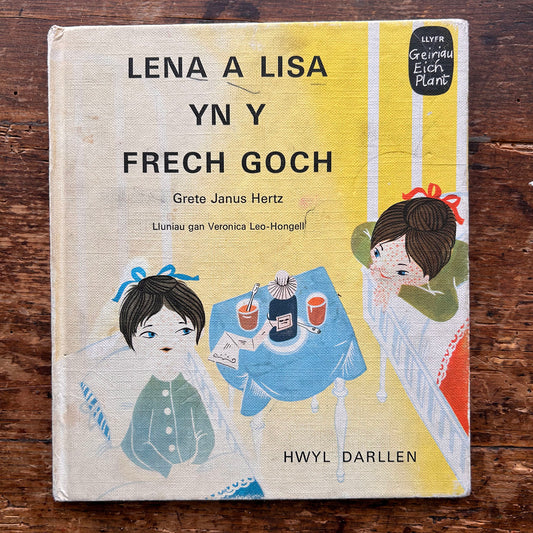 LLYFR
Geiriau
Eich
Plant
LENA A LISA
YN Y
FRECH GOCH
Grete Janus Hertz
Lluniau gan Veronica Leo-Hongell
HWYL DARLLEN